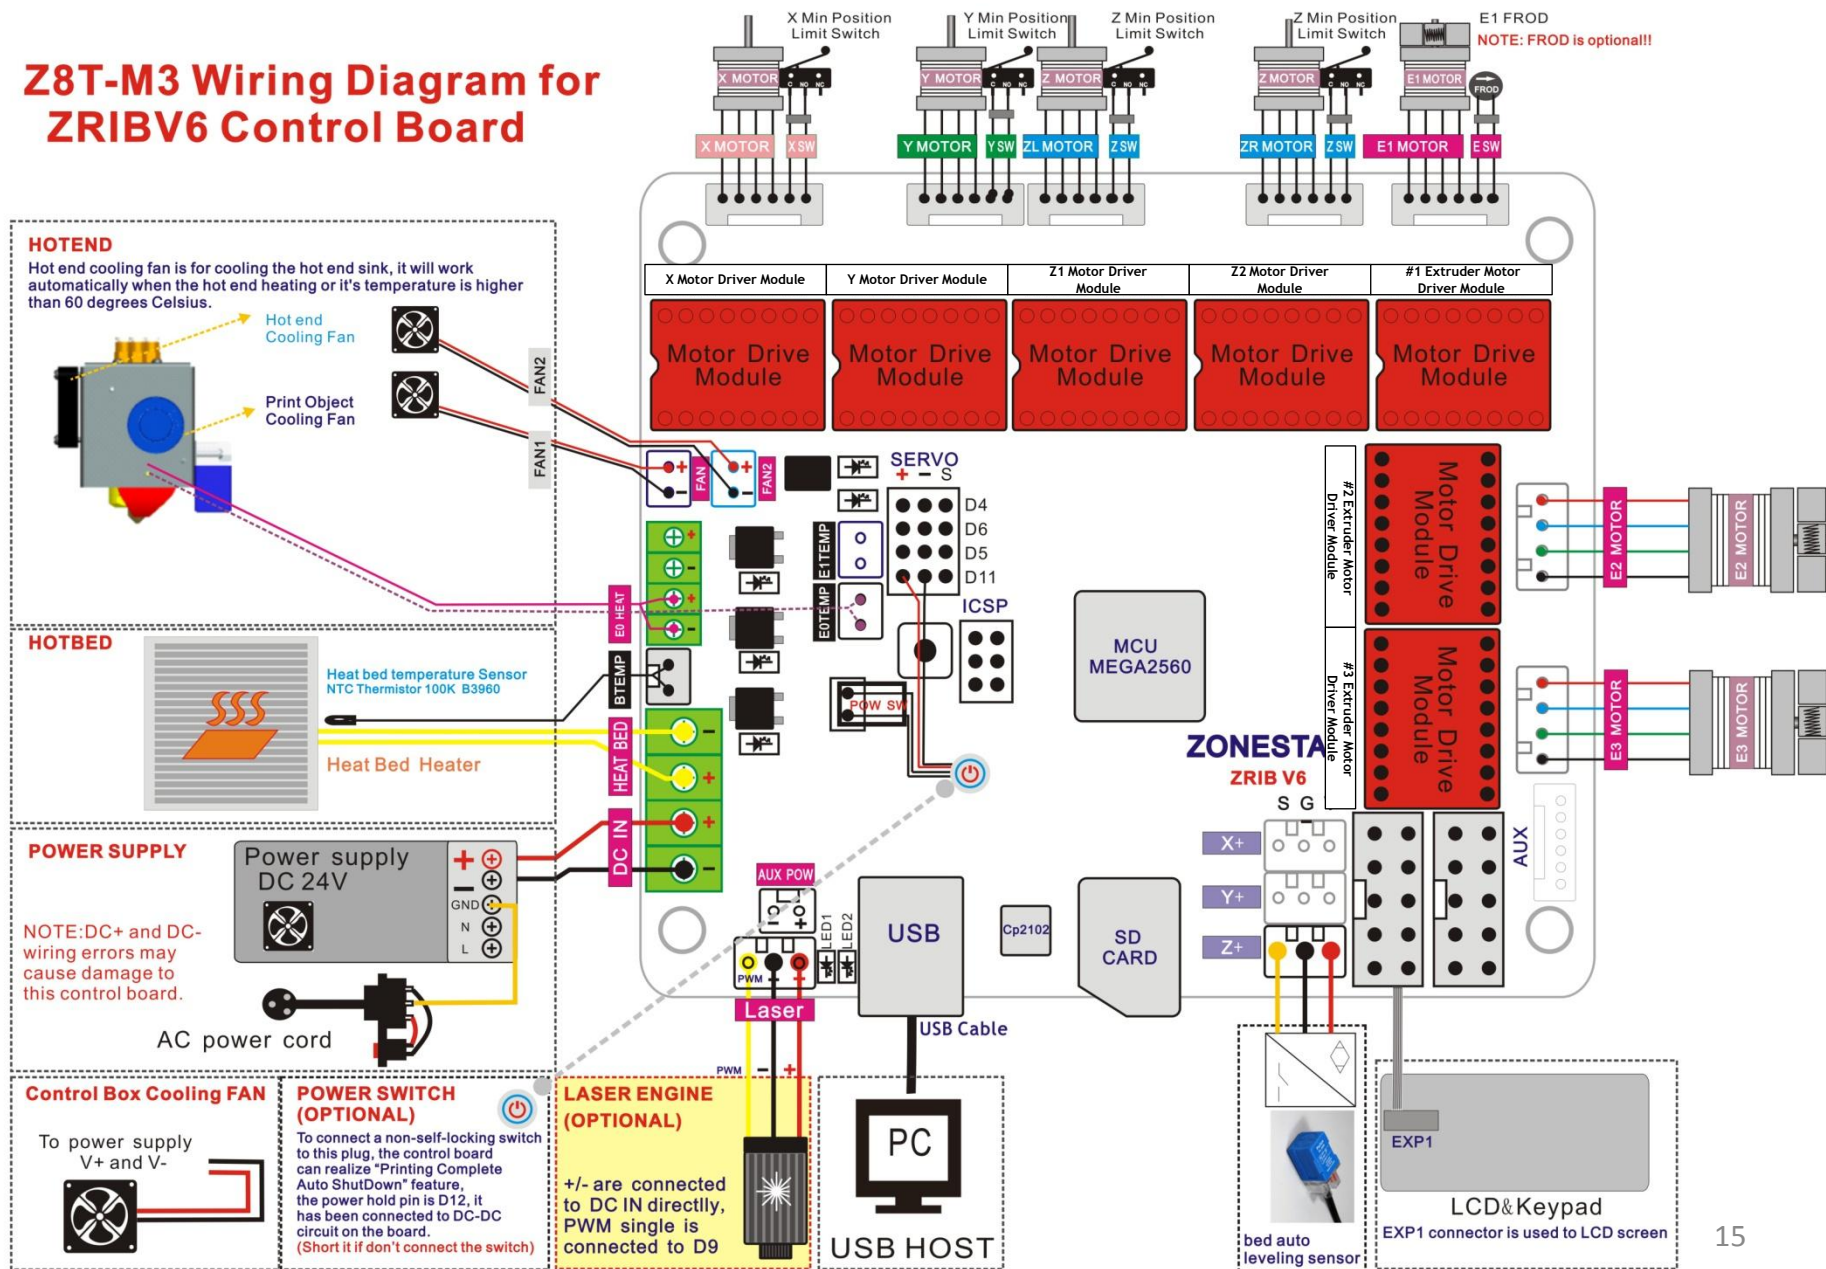 Z8T-M3 Wiring Diagram for
ZRIBV6 Control Board
X Min Position
Limit Switch
Y Min Position
Limit Switch
Z Min Position
Limit Switch
Z Min Position
Limit Switch
E1 FROD
NOTE: FROD is optional!!
X MOTOR
C NO NC
Y MOTOR
C NO NC
Z MOTOR
C NO NC
Z MOTOR
C NO NC
E1 MOTOR
FROD
X MOTOR
X SW
Y MOTOR
Y SW
ZL MOTOR
Z SW
ZR MOTOR
Z SW
E1 MOTOR
E SW
HOTEND
Hot end cooling fan is for cooling the hot end sink, it will work
automatically when the hot end heating or it's temperature is higher
than 60 degrees Celsius.
Hot end
Cooling Fan
Print Object
Cooling Fan
FAN2
FAN1
X Motor Driver Module
Y Motor Driver Module
Z1 Motor Driver
Module
Z2 Motor Driver
Module
#1 Extruder Motor
Driver Module
Motor Drive
Module
Motor Drive
Module
Motor Drive
Module
Motor Drive
Module
Motor Drive
Module
+
-
FAN
+
-
FAN2
SERVO
+ - S
D4
D6
D5
D11
E1TEMP
E0TEMP
ICSP
+
-
+
-
E0 HEAT
BTEMP
HEAT BED
-
+
DC IN
+
-
POW SW
MCU
MEGA2560
ZONESTA
ZRIB V6
S G
X+
Y+
Z+
#2 Extruder Motor
Driver Module
Motor Drive
Module
#3 Extruder Motor
Driver Module
Motor Drive
Module
E2 MOTOR
E2 MOTOR
E3 MOTOR
E3 MOTOR
AUX
HOTBED
Heat bed temperature Sensor
NTC Thermistor 100K B3960
Heat Bed Heater
POWER SUPPLY
Power supply
DC 24V
+
-
GND
N
L
NOTE:DC+ and DC-
wiring errors may
cause damage to
this control board.
AC power cord
AUX POW
- +
LED1
LED2
PWM - +
Laser
USB
Cp2102
SD
CARD
USB Cable
PWM - +
Control Box Cooling FAN
To power supply
V+ and V-
POWER SWITCH
(OPTIONAL)
To connect a non-self-locking switch
to this plug, the control board
can realize "Printing Complete
Auto ShutDown" feature,
the power hold pin is D12, it
has been connected to DC-DC
circuit on the board.
(Short it if don't connect the switch)
LASER ENGINE
(OPTIONAL)
+/- are connected
to DC IN directlly,
PWM single is
connected to D9
PC
USB HOST
bed auto
leveling sensor
EXP1
LCD&Keypad
EXP1 connector is used to LCD screen
15